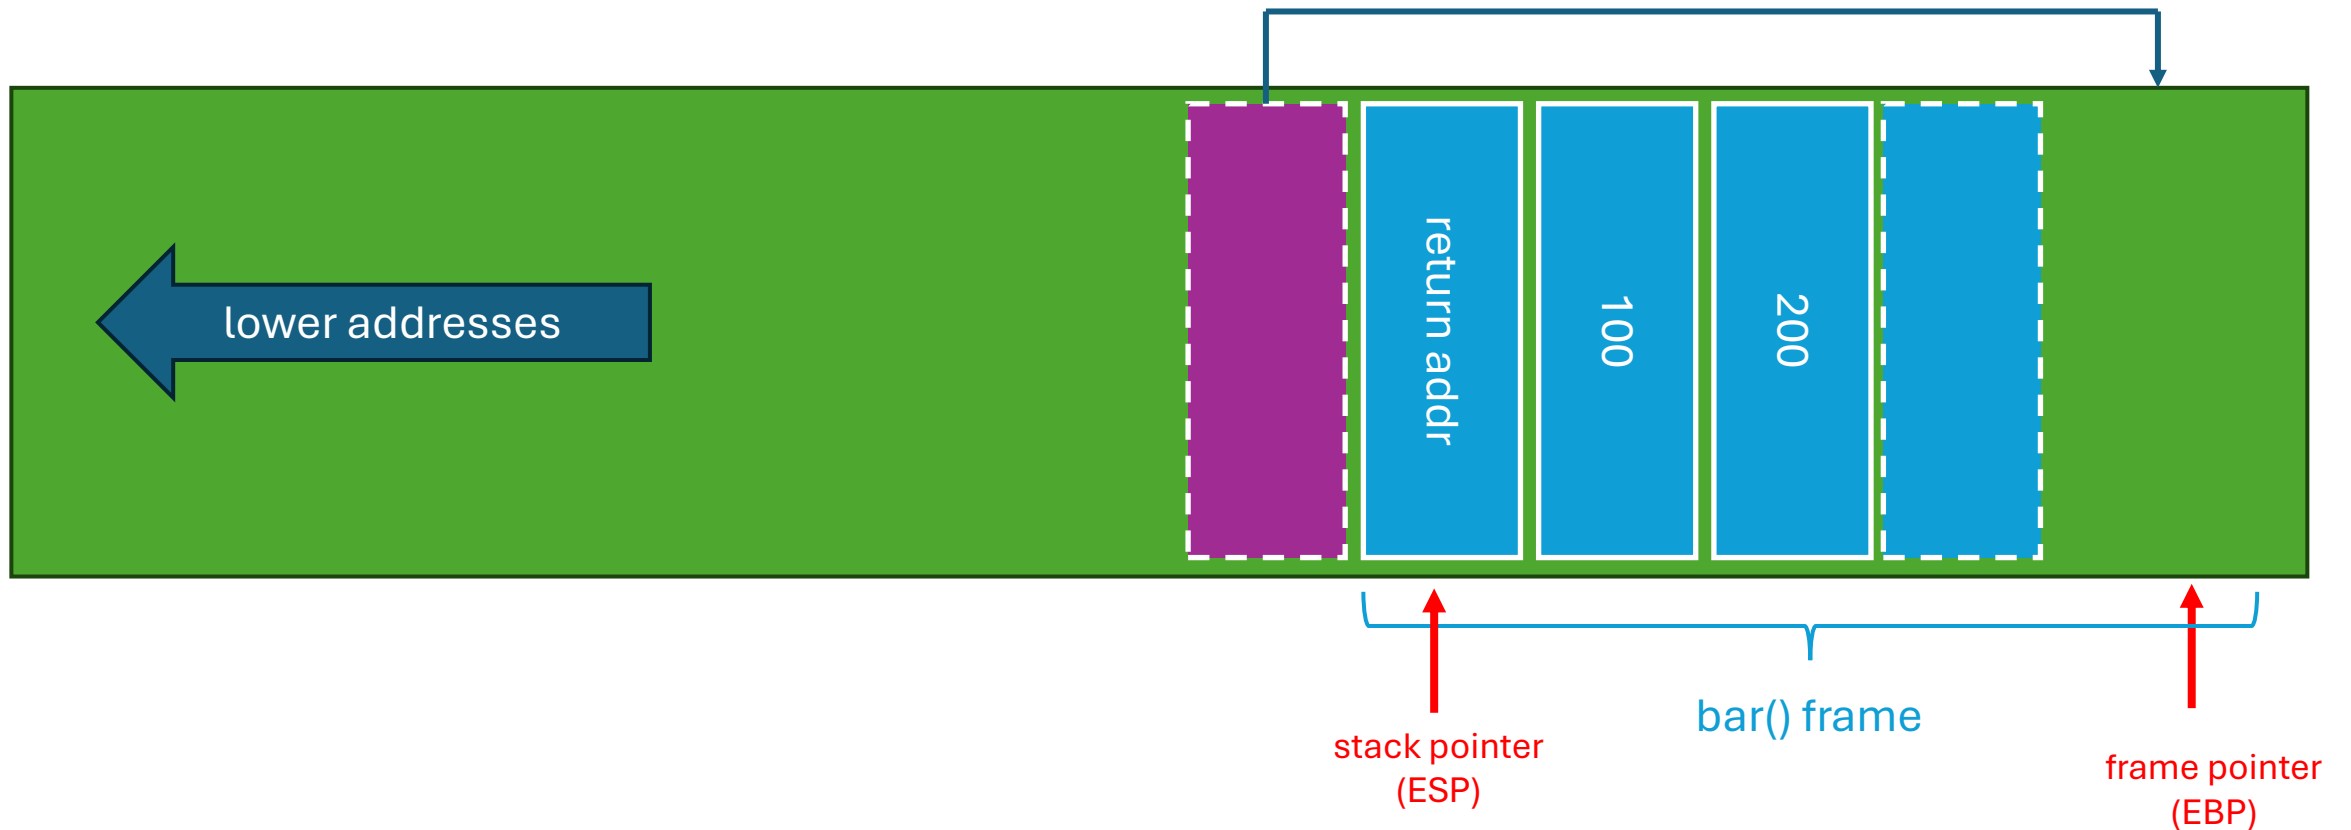 lower addresses
return addr
100
200
bar() frame
stack pointer
(ESP)
frame pointer
(EBP)